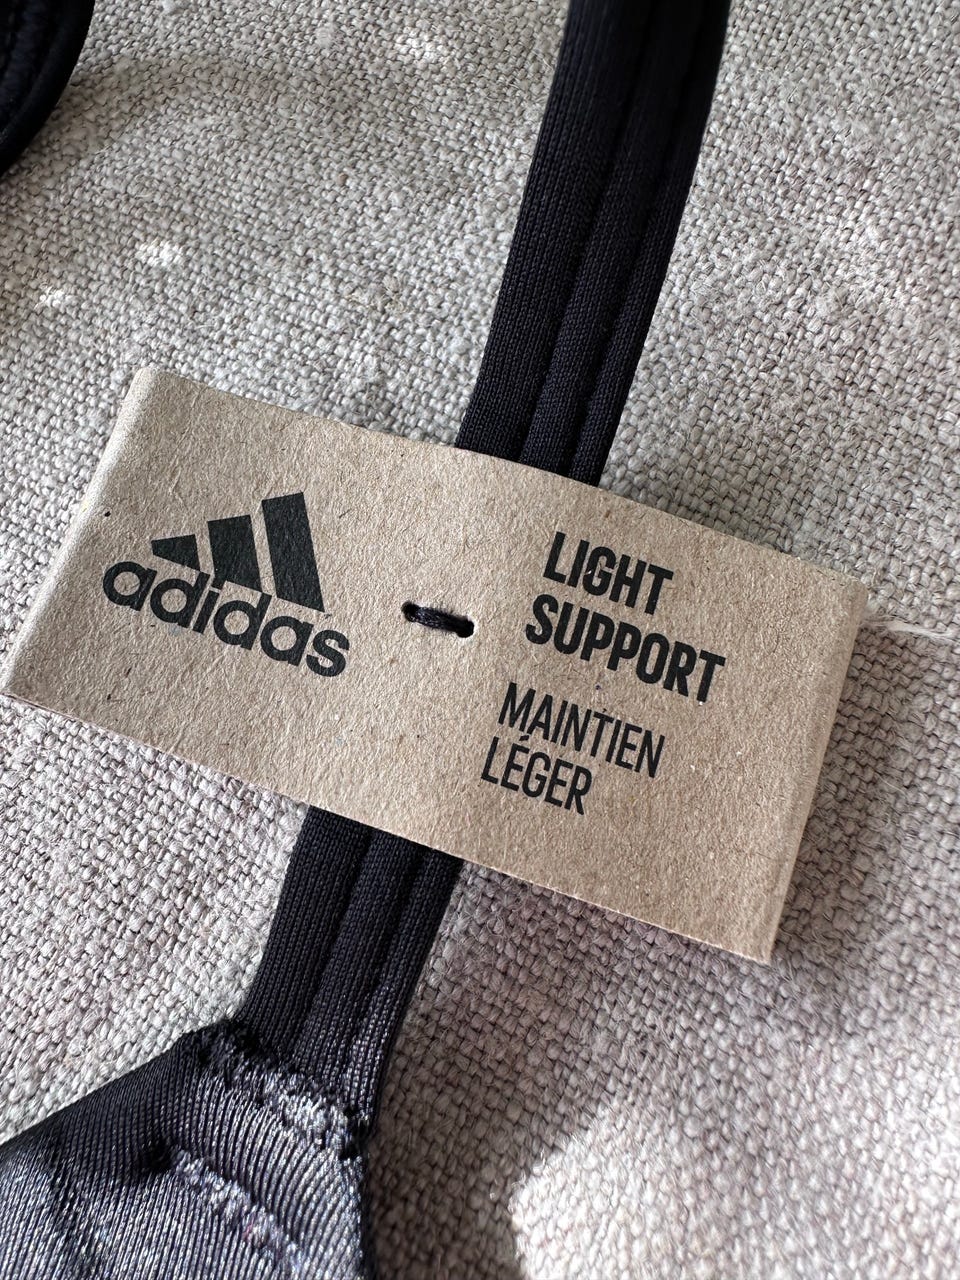 adidas
LIGHT
SUPPORT
MAINTIEN
LÉGER